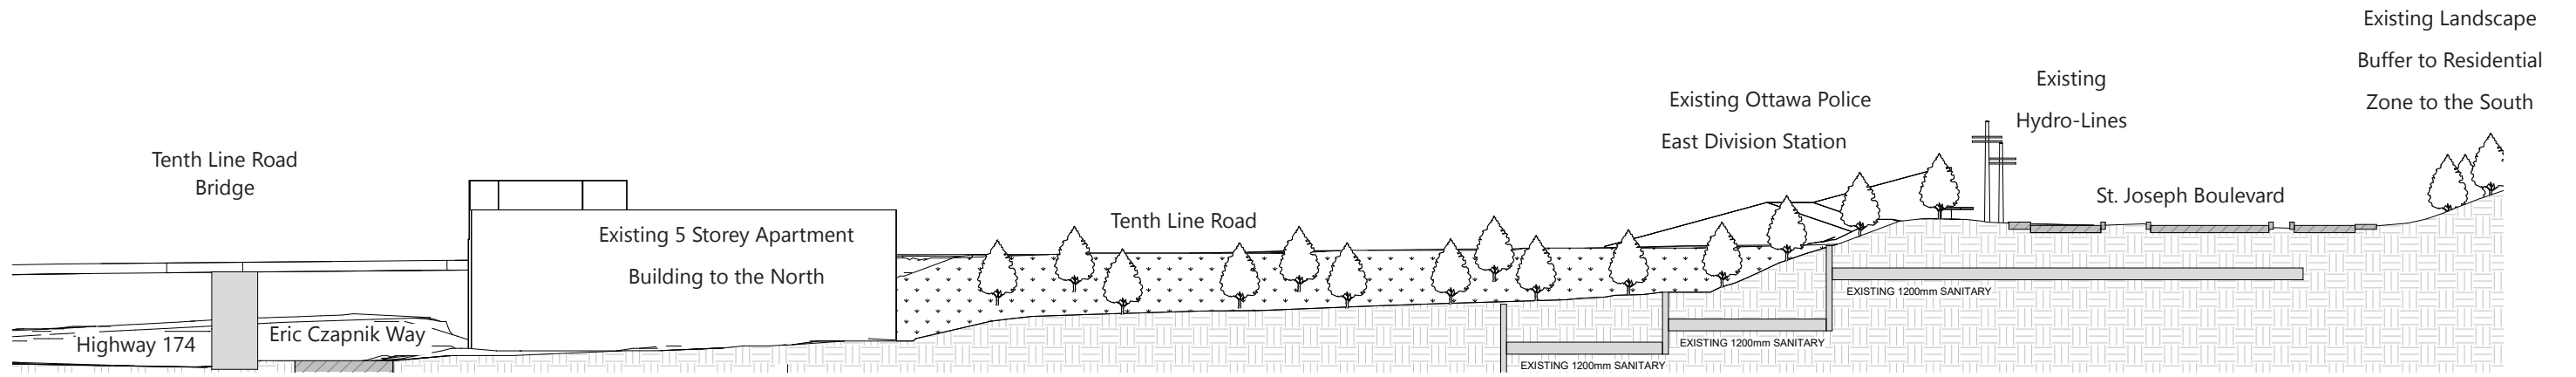 Existing Landscape
Buffer to Residential
Zone to the South
Existing
Hydro-Lines
Existing Ottawa Police
East Division Station
Tenth Line Road
Bridge
St. Joseph Boulevard
Tenth Line Road
Existing 5 Storey Apartment
Building to the North
Highway 174
Eric Czapnik Way
EXISTING 1200mm SANITARY
EXISTING 1200mm SANITARY
EXISTING 1200mm SANITARY